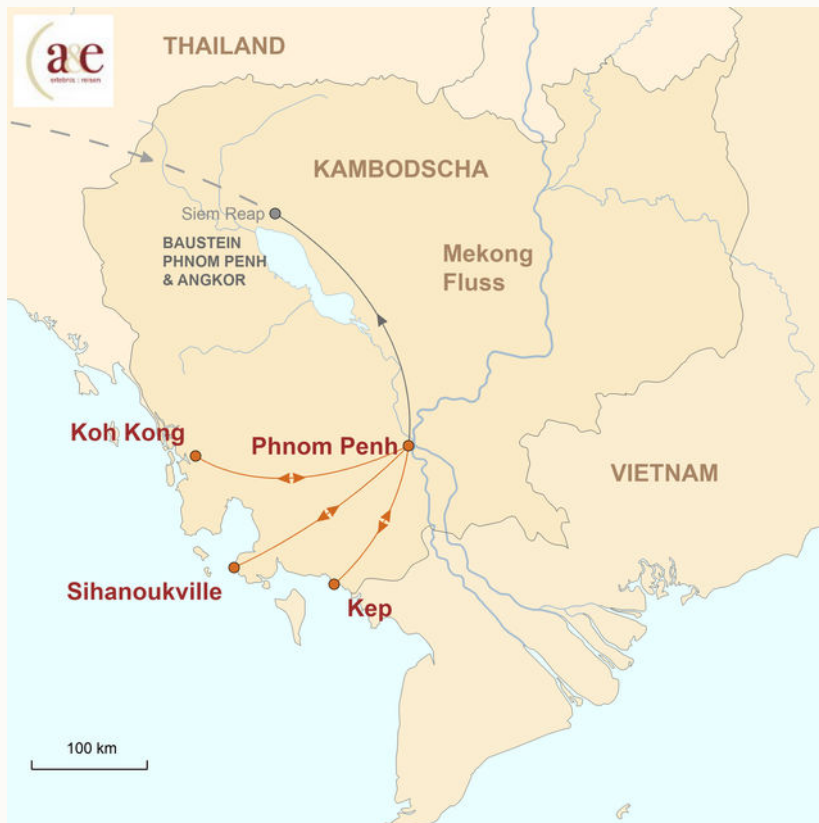 a&e
erlebnis | reisen
THAILAND
KAMBODSCHA
Siem Reap
BAUSTEIN
PHNOM PENH
& ANGKOR
Mekong
Fluss
Koh Kong
Phnom Penh
VIETNAM
Sihanoukville
Kep
100 km